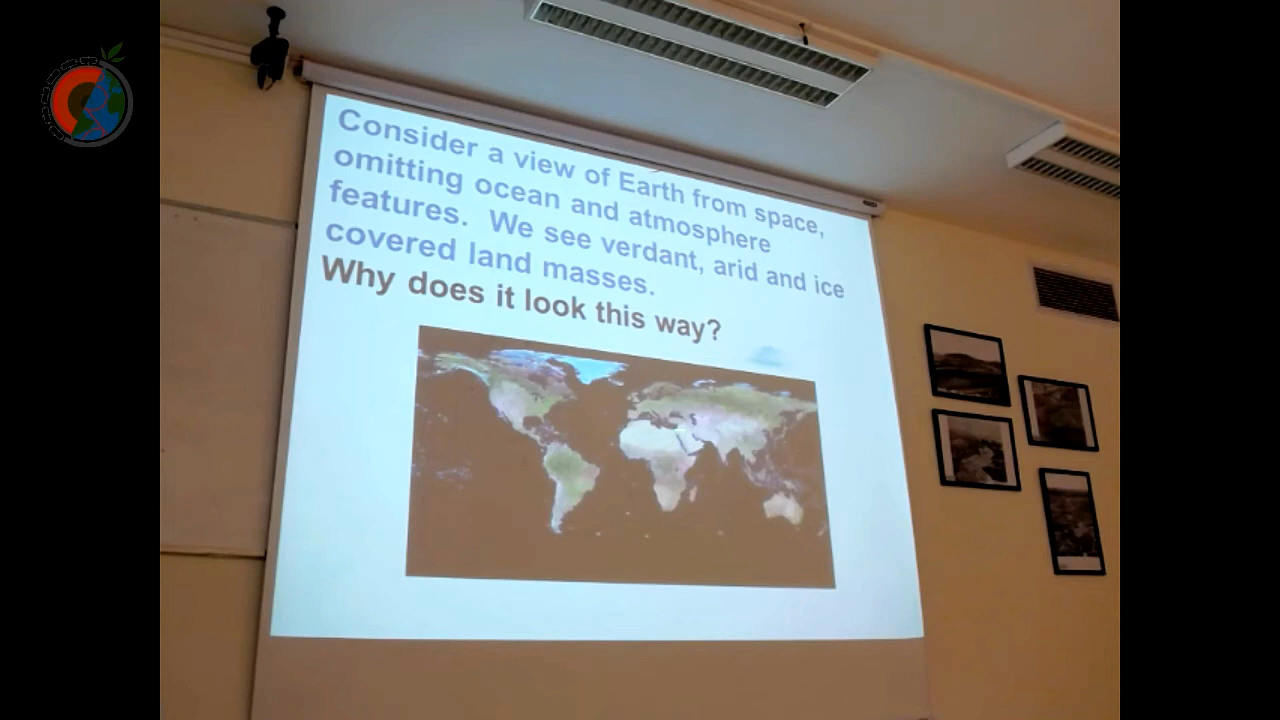 Consider a view of Earth from space,
omitting ocean and atmosphere
features. We see verdant, arid and ice
covered land masses.
Why does it look this way?